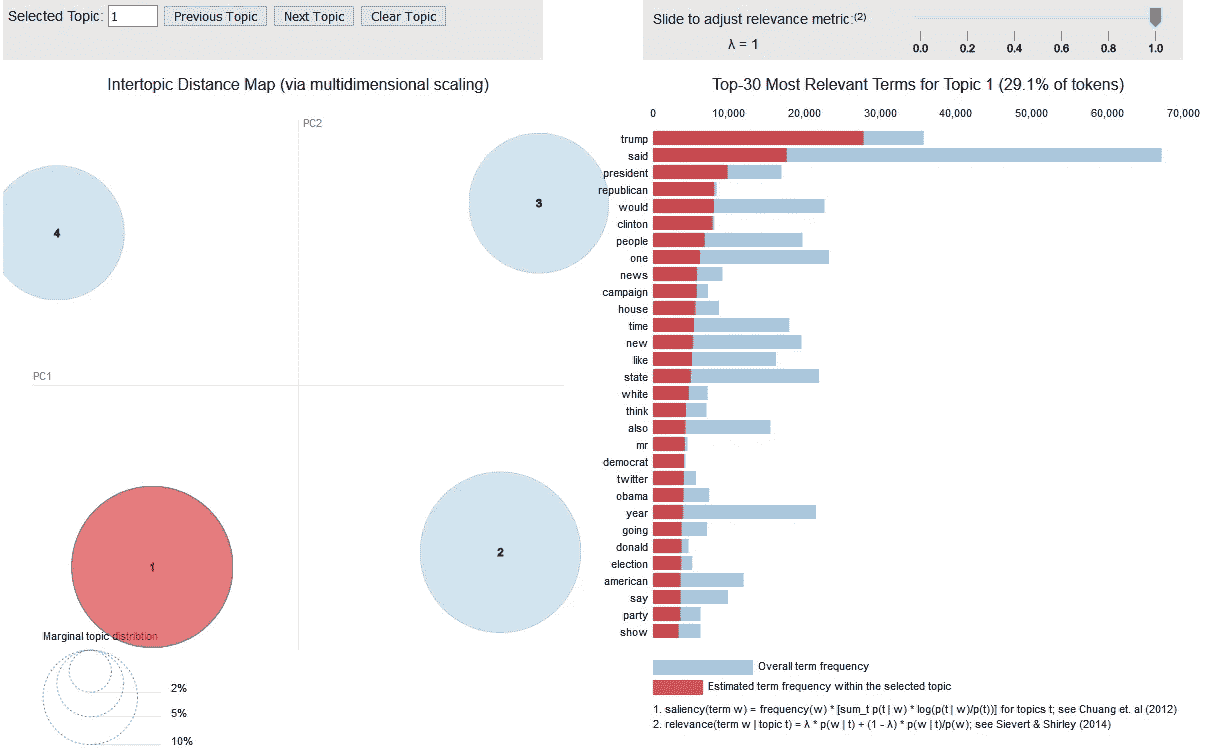 Selected Topic: 1 Previous Topic Next Topic Clear Topic
Slide to adjust relevance metric:(2)
λ = 1
0.0 0.2 0.4 0.6 0.8 1.0
Intertopic Distance Map (via multidimensional scaling)
PC2
PC1
4
3
1
2
Marginal topic distribtion
2%
5%
10%
Top-30 Most Relevant Terms for Topic 1 (29.1% of tokens)
0 10,000 20,000 30,000 40,000 50,000 60,000 70,000
trump
said
president
republican
would
clinton
people
one
news
campaign
house
time
new
like
state
white
think
also
mr
democrat
twitter
obama
year
going
donald
election
american
say
party
show
Overall term frequency
Estimated term frequency within the selected topic
1. saliency(term w) = frequency(w) * [sum_t p(t | w) * log(p(t | w)/p(t))] for topics t; see Chuang et. al (2012)
2. relevance(term w | topic t) = λ * p(w | t) + (1 - λ) * p(w | t)/p(w); see Sievert & Shirley (2014)